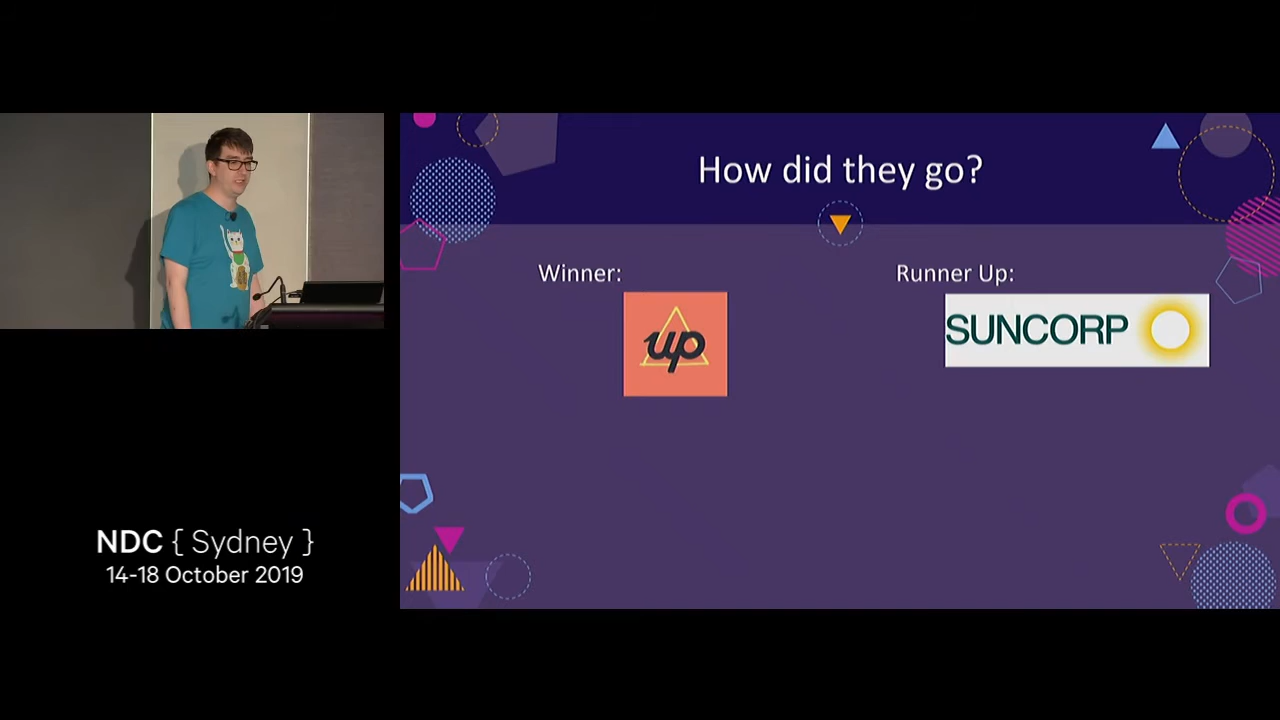 How did they go?
Winner:
Runner Up:
up
SUNCORP
NDC { Sydney }
14-18 October 2019